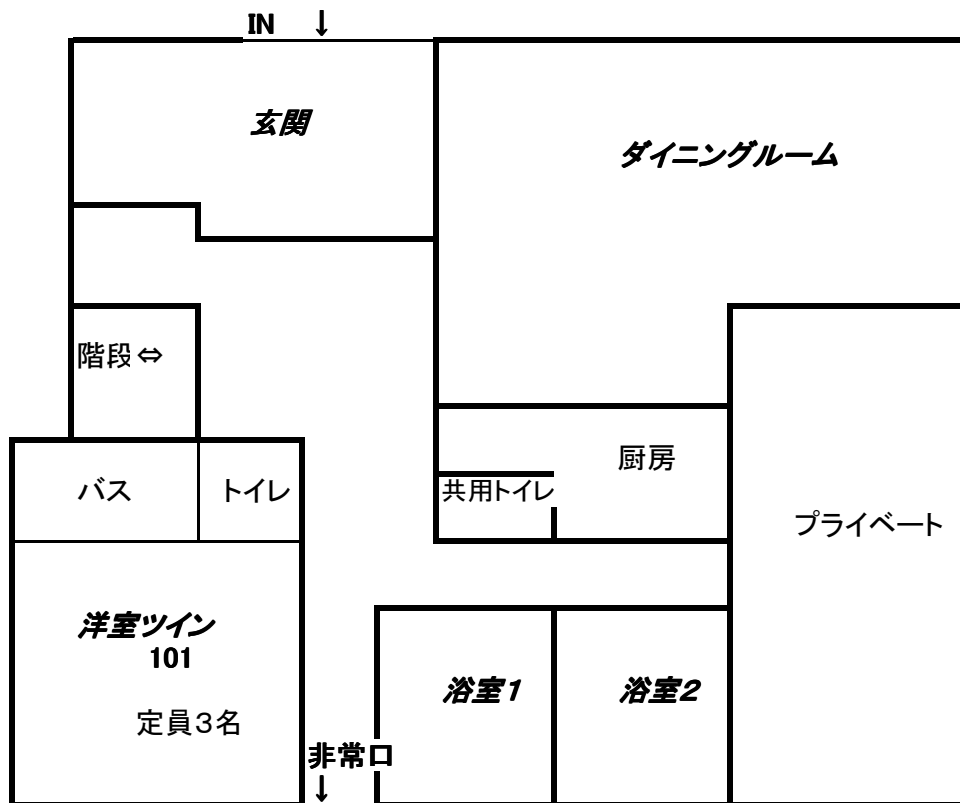 IN ↓
玄関
ダイニングルーム
階段⇔
厨房
バス
トイレ
共用トイレ
プライベート
洋室ツイン
101
浴室1
浴室2
定員3名
非常口
↓